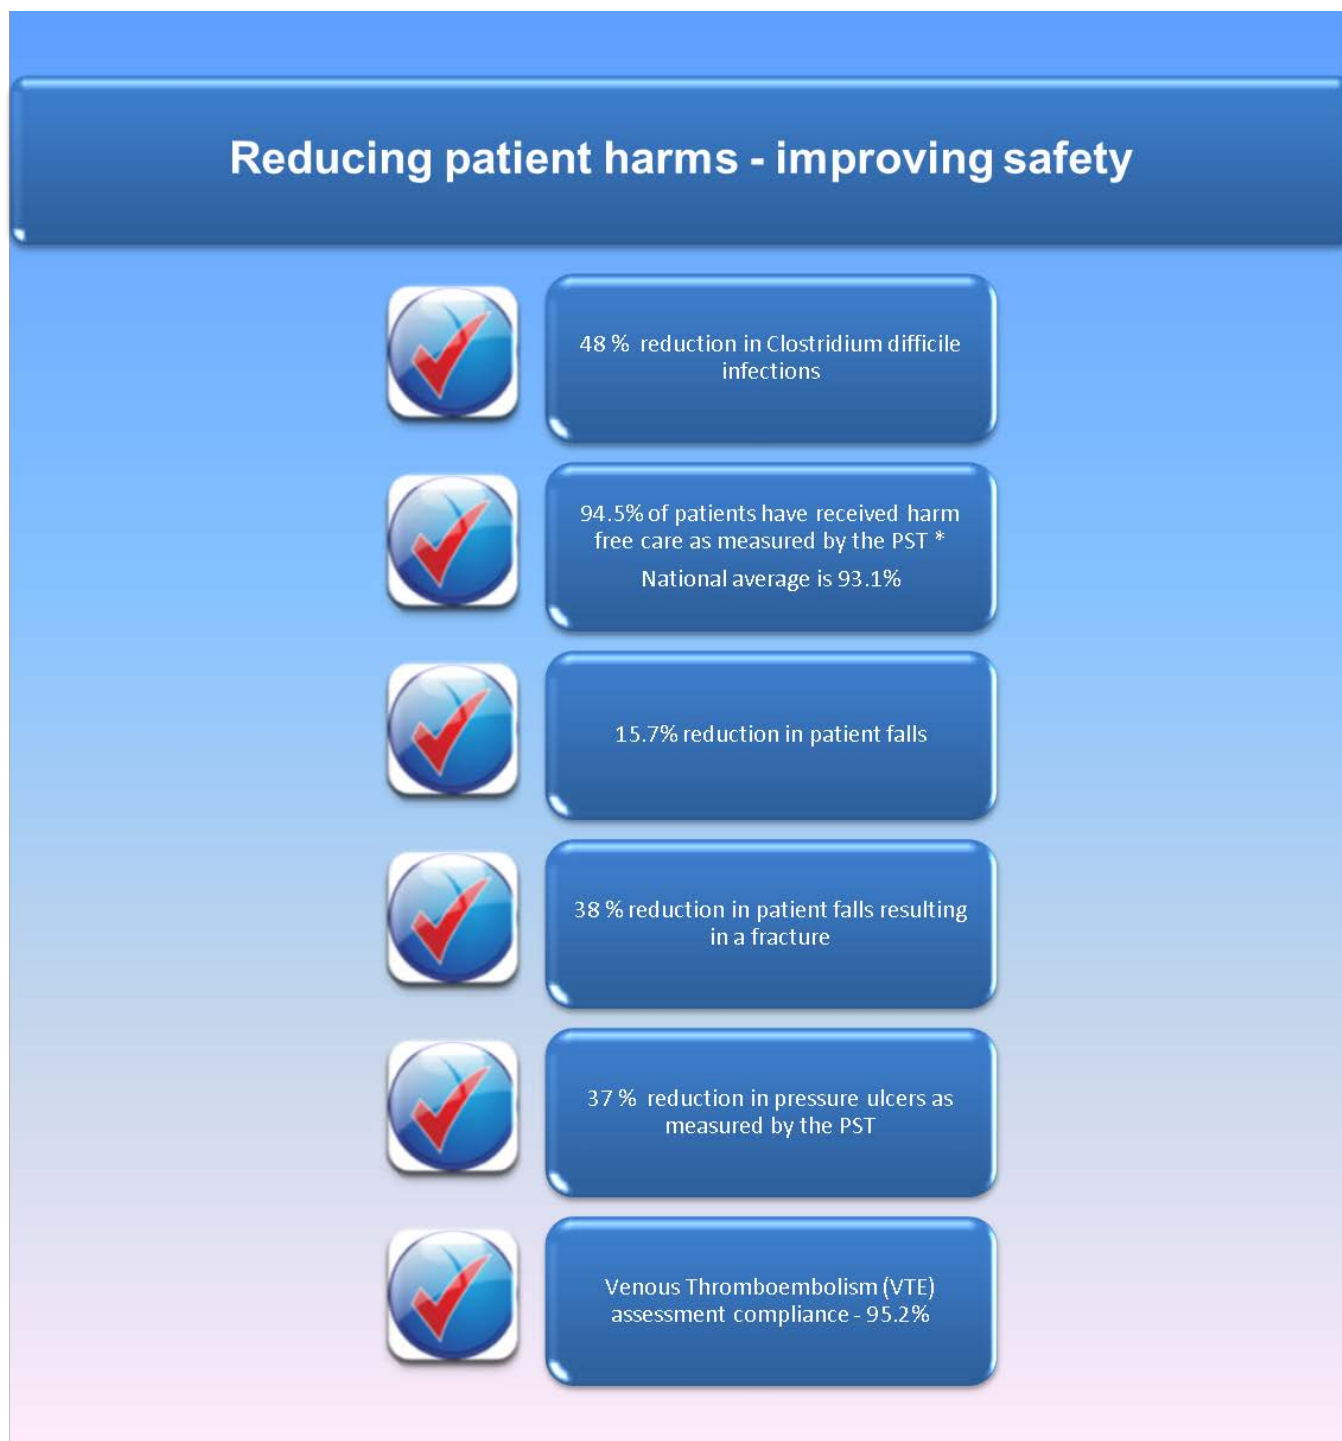 Reducing patient harms - improving safety
48 % reduction in Clostridium difficile
infections
94.5% of patients have received harm
free care as measured by the PST *
National average is 93.1%
15.7% reduction in patient falls
38 % reduction in patient falls resulting
in a fracture
37 % reduction in pressure ulcers as
measured by the PST
Venous Thromboembolism (VTE)
assessment compliance - 95.2%